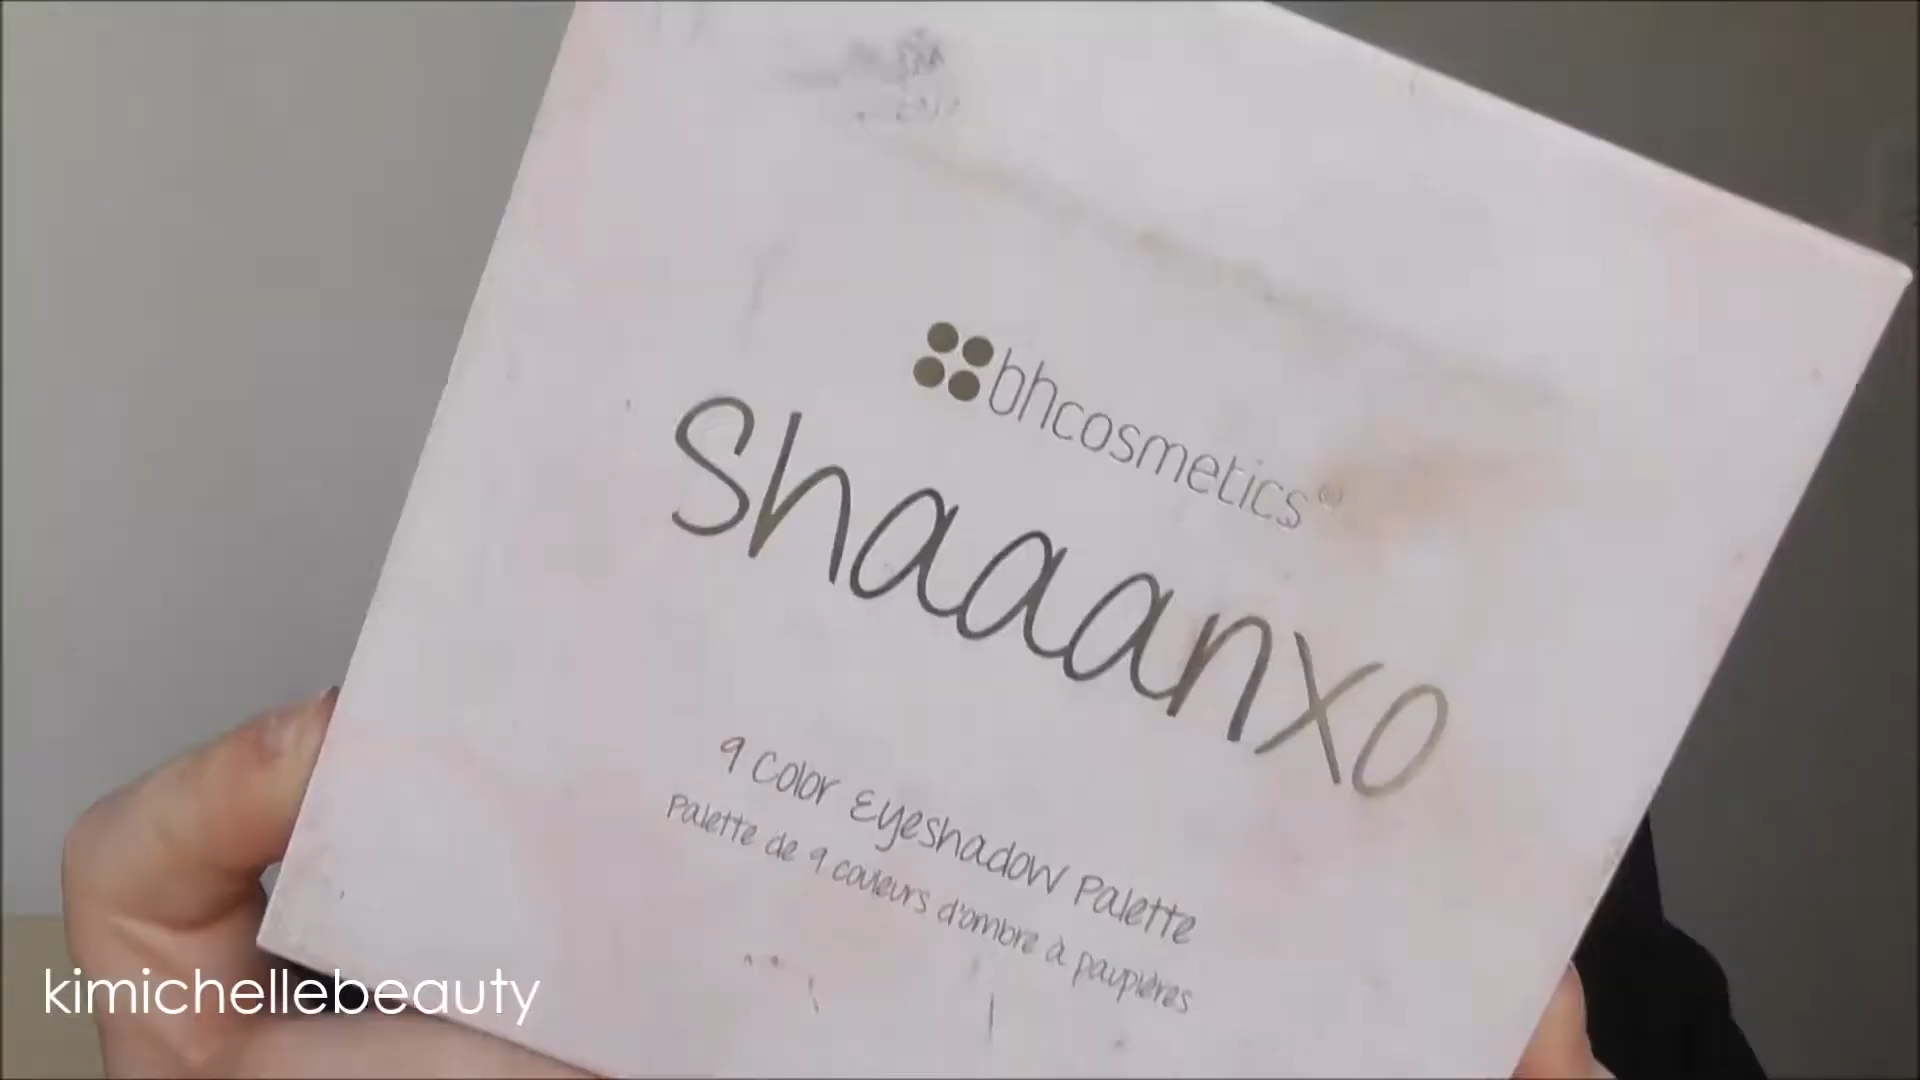 bhcosmetics®
shaaanxo
9 Color Eyeshadow Palette
Palette de 9 couleurs d'ombre à paupières
kimichellebeauty